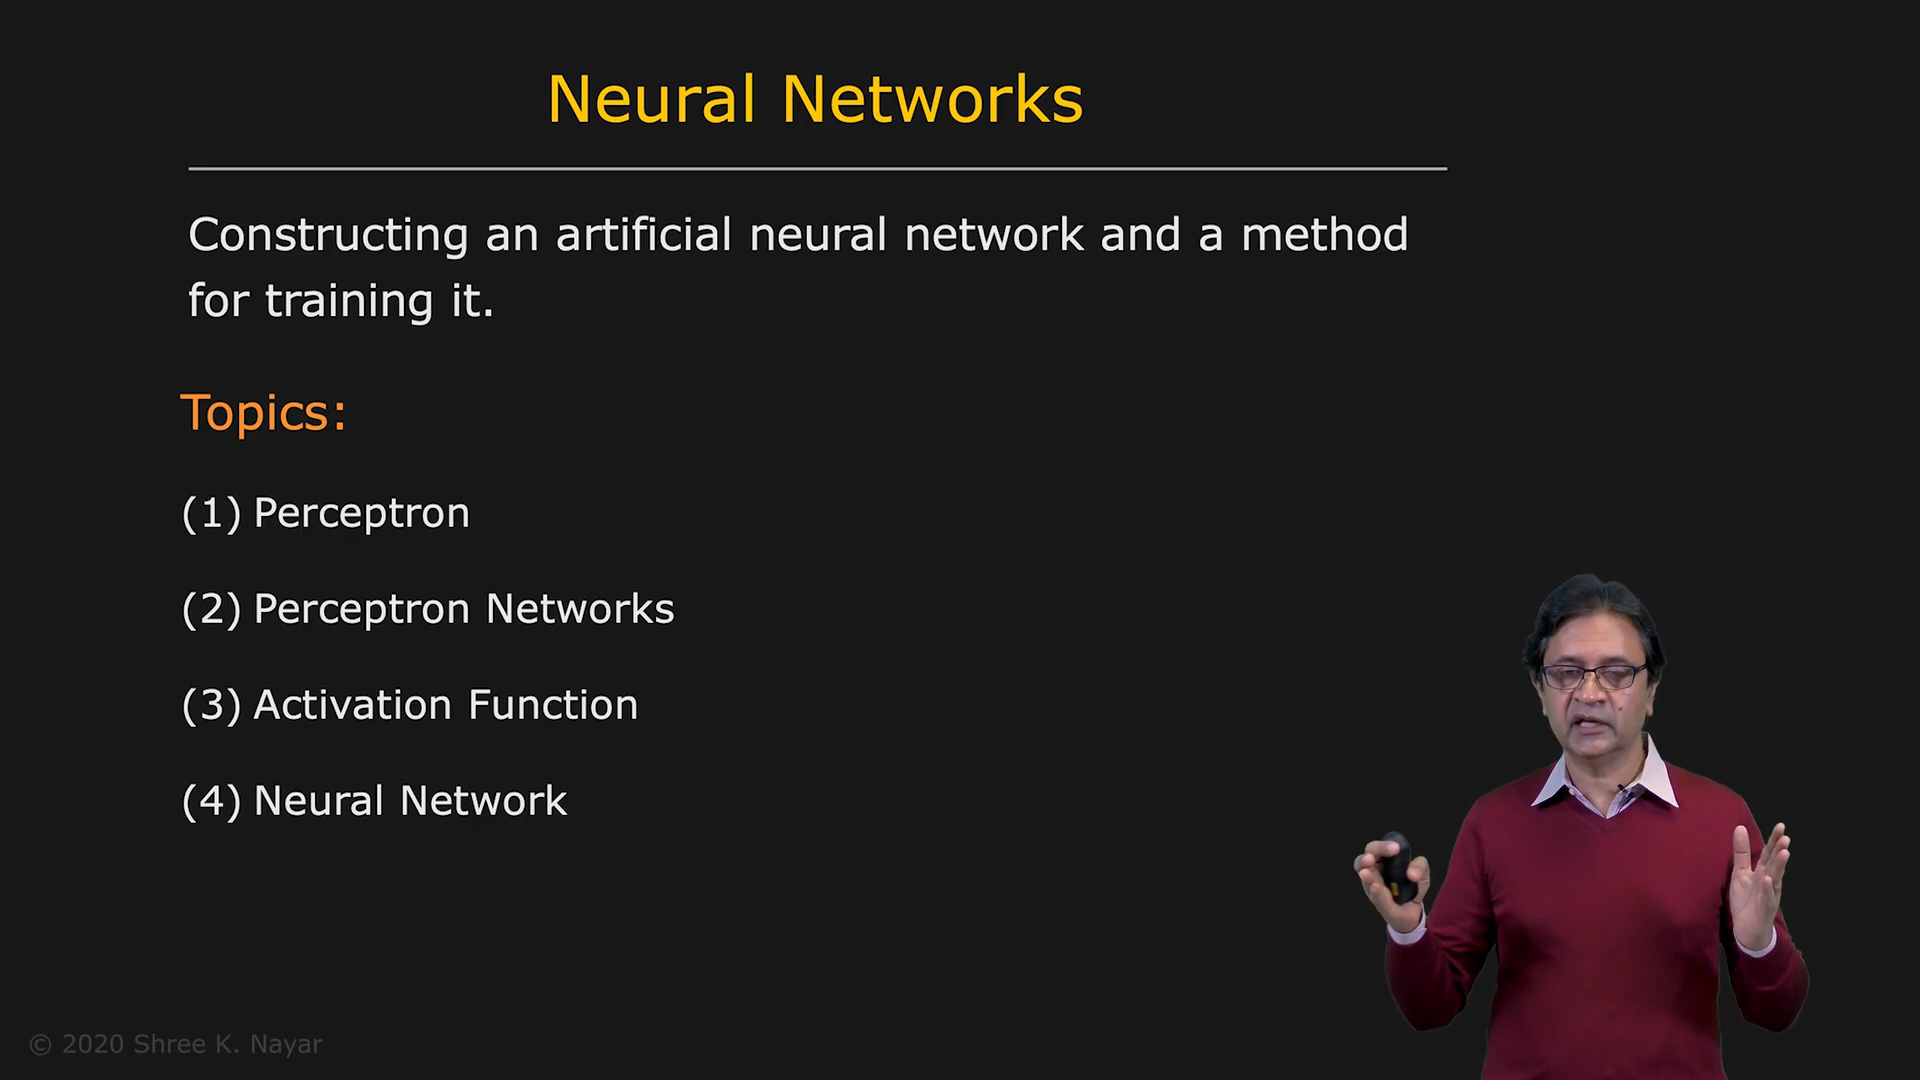 Neural Networks
Constructing an artificial neural network and a method
for training it.
Topics:
(1) Perceptron
(2) Perceptron Networks
(3) Activation Function
(4) Neural Network
© 2020 Shree K. Nayar